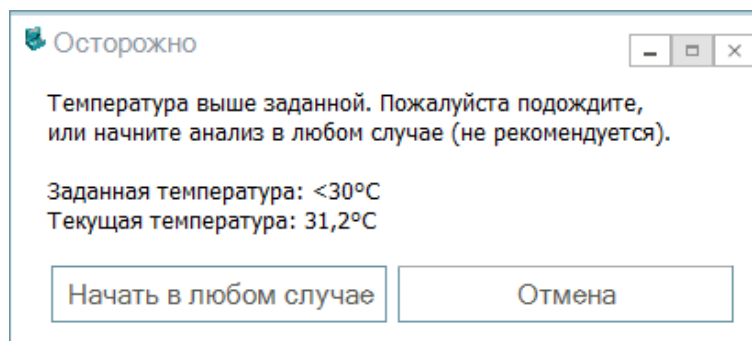 Осторожно
Температура выше заданной. Пожалуйста подождите,
или начните анализ в любом случае (не рекомендуется).
Заданная температура: <30°C
Текущая температура: 31,2°C
Начать в любом случае
Отмена